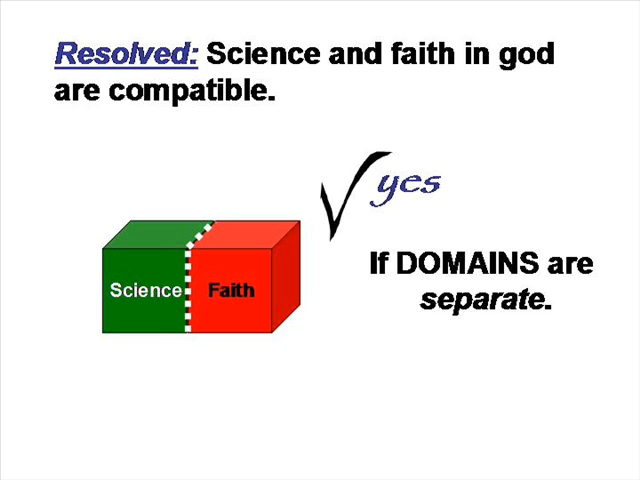 Resolved: Science and faith in god
are compatible.
yes
If DOMAINS are
separate.
Science Faith